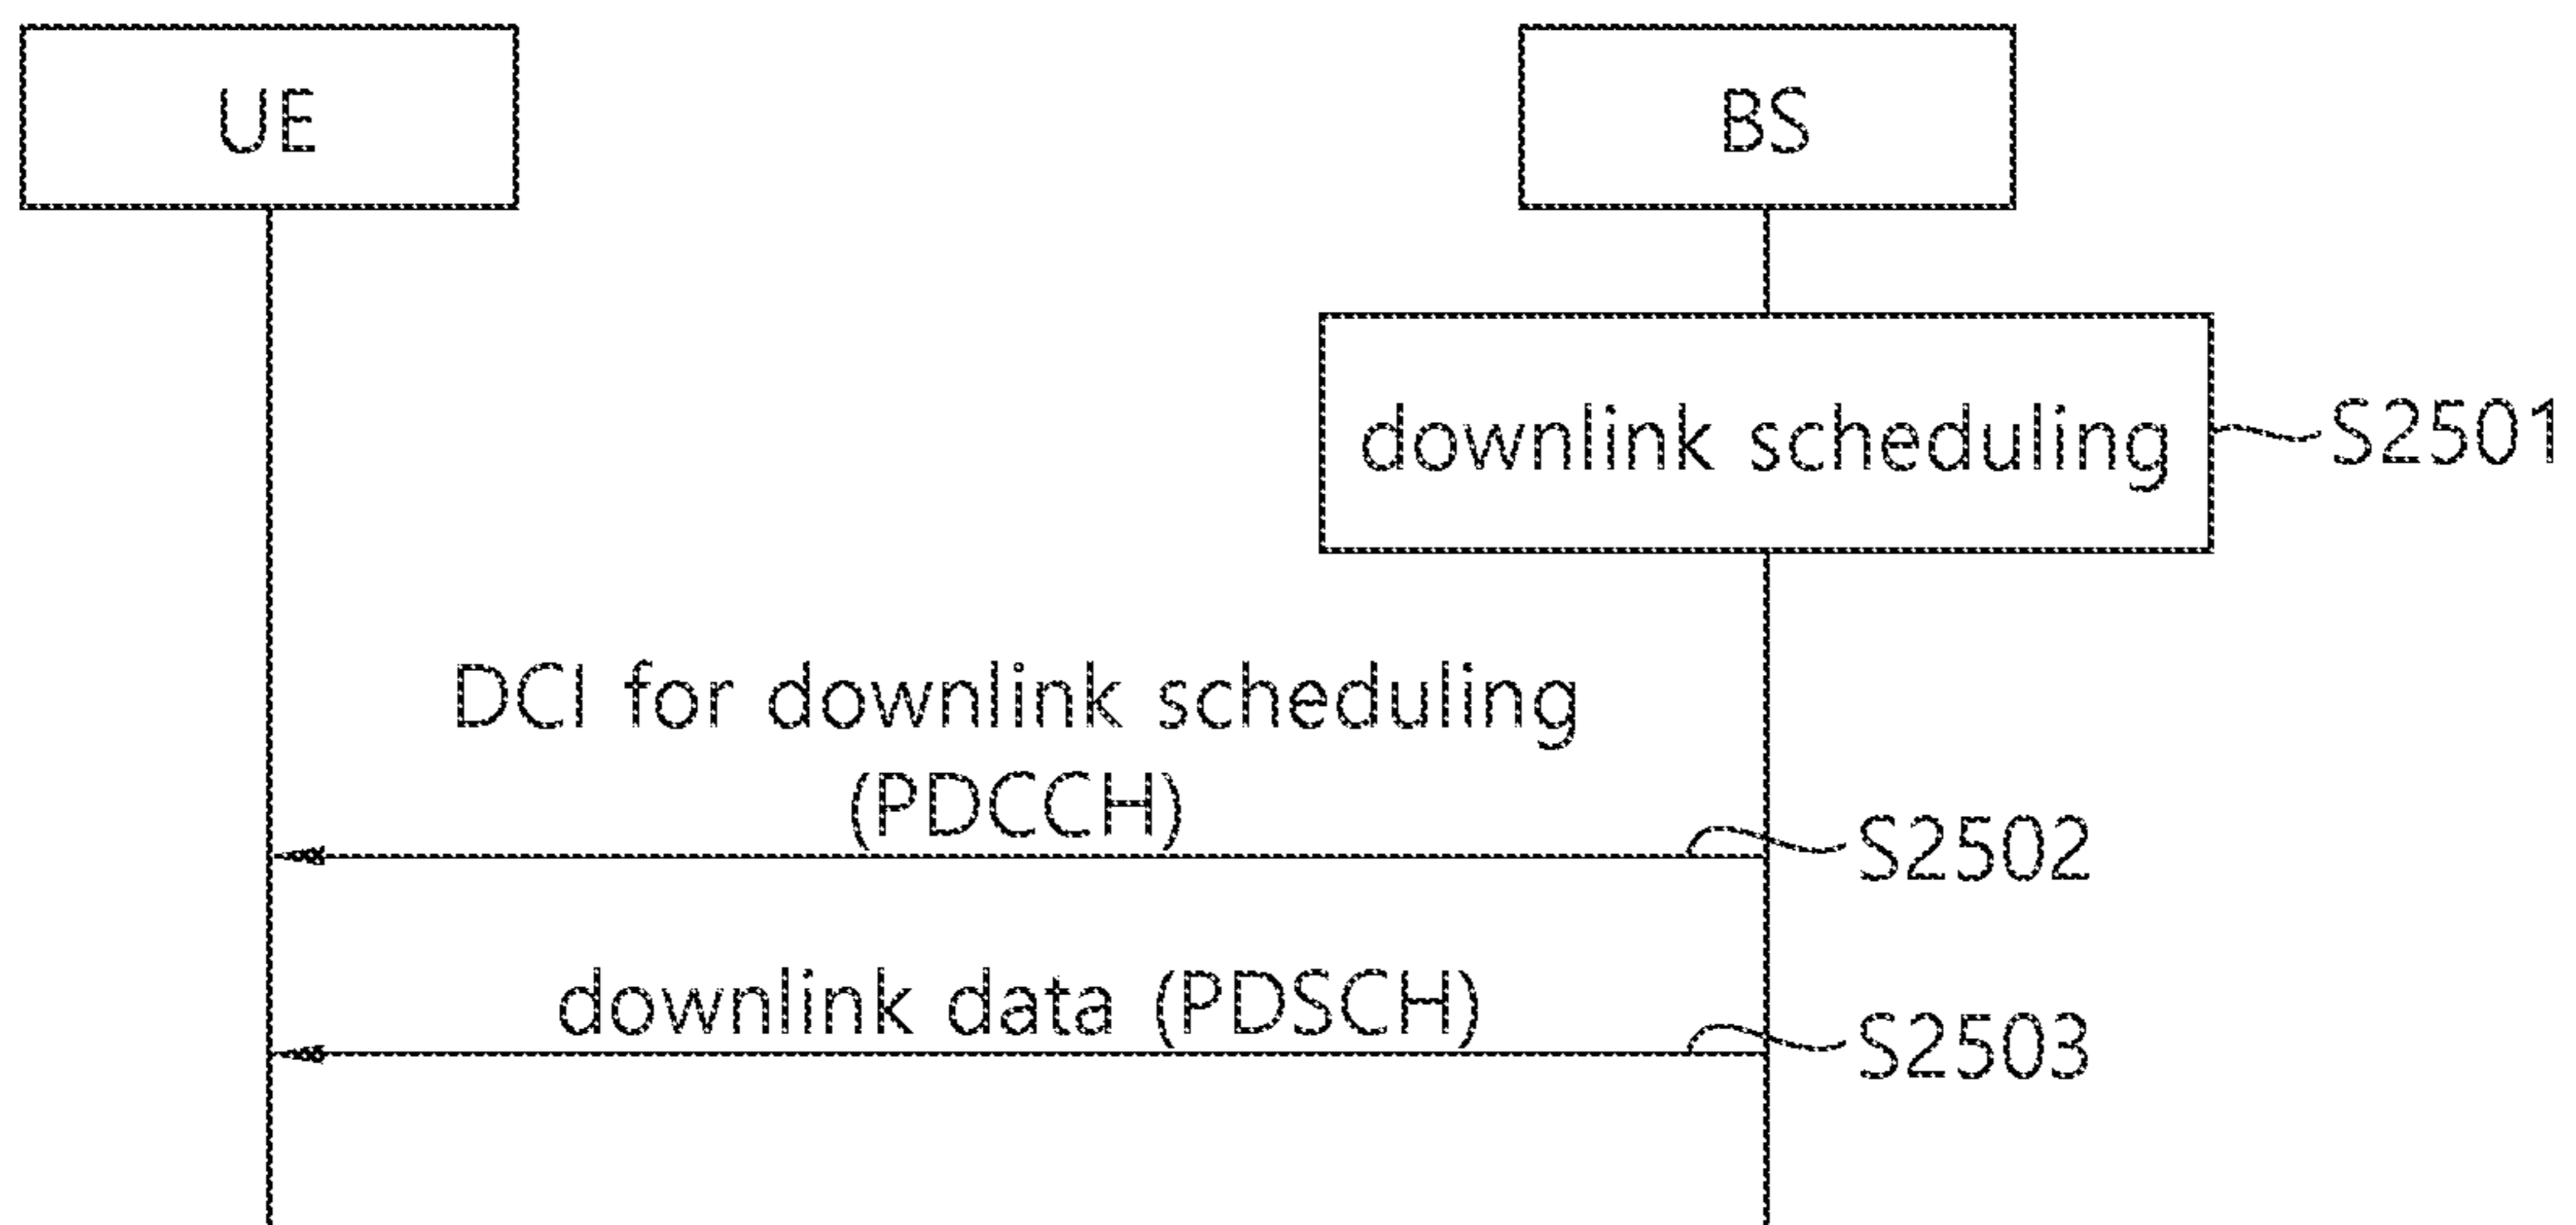 UE
BS
downlink scheduling
S2501
DCI for downlink scheduling
(PDCCH)
S2502
downlink data (PDSCH)
S2503